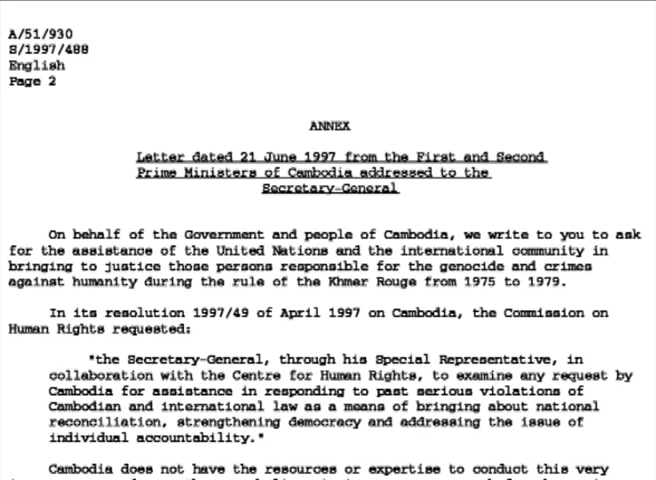 A/51/930
S/1997/488
English
Page 2
ANNEX
Letter dated 21 June 1997 from the First and Second
Prime Ministers of Cambodia addressed to the
Secretary-General
On behalf of the Government and people of Cambodia, we write to you to ask
for the assistance of the United Nations and the international community in
bringing to justice those persons responsible for the genocide and crimes
against humanity during the rule of the Khmer Rouge from 1975 to 1979.
In its resolution 1997/49 of April 1997 on Cambodia, the Commission on
Human Rights requested:
"the Secretary-General, through his Special Representative, in
collaboration with the Centre for Human Rights, to examine any request by
Cambodia for assistance in responding to past serious violations of
Cambodian and international law as a means of bringing about national
reconciliation, strengthening democracy and addressing the issue of
individual accountability."
Cambodia does not have the resources or expertise to conduct this very